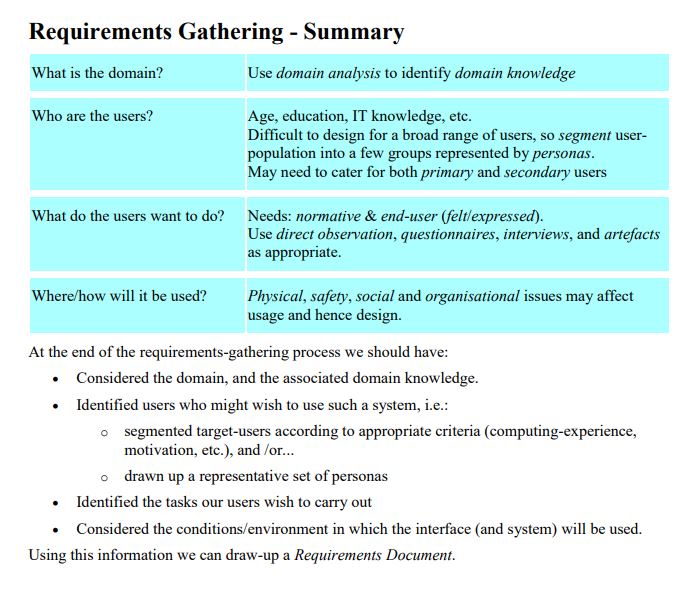 Requirements Gathering - Summary
What is the domain?
Use domain analysis to identify domain knowledge
Who are the users?
Age, education, IT knowledge, etc.
Difficult to design for a broad range of users, so segment user-
population into a few groups represented by personas.
May need to cater for both primary and secondary users
What do the users want to do?
Needs: normative & end-user (felt/expressed).
Use direct observation, questionnaires, interviews, and artefacts
as appropriate.
Where/how will it be used?
Physical, safety, social and organisational issues may affect
usage and hence design.
At the end of the requirements-gathering process we should have:
• Considered the domain, and the associated domain knowledge.
• Identified users who might wish to use such a system, i.e.:
o segmented target-users according to appropriate criteria (computing-experience,
motivation, etc.), and /or...
o drawn up a representative set of personas
• Identified the tasks our users wish to carry out
• Considered the conditions/environment in which the interface (and system) will be used.
Using this information we can draw-up a Requirements Document.